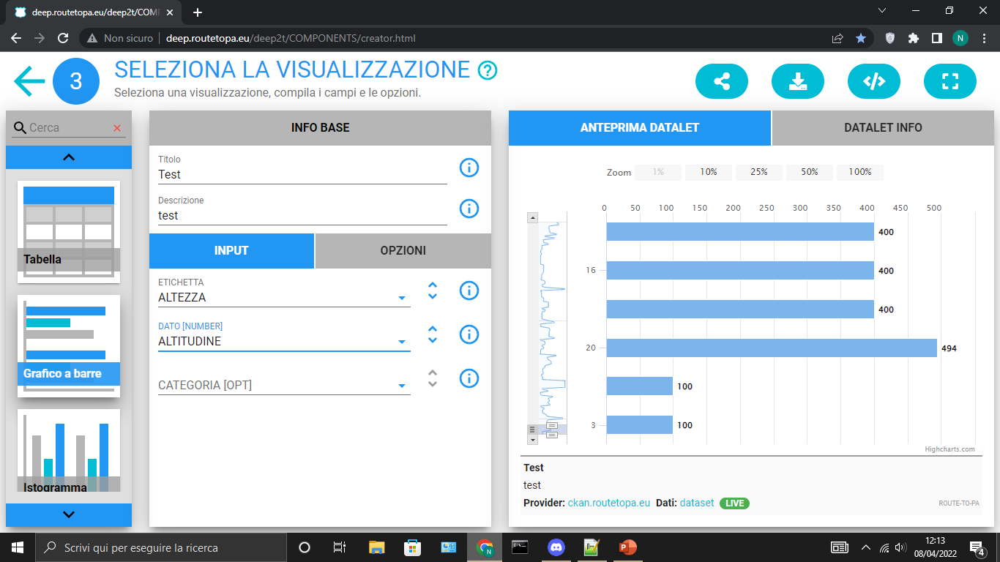 deep.routetopa.eu/deep2t/COM
Non sicuro
deep.routetopa.eu/deep2t/COMPONENTS/creator.html
N
3
SELEZIONA LA VISUALIZZAZIONE
Seleziona una visualizzazione, compila i campi e le opzioni.
Cerca
Tabella
Grafico a barre
Istogramma
INFO BASE
Titolo
Test
Descrizione
test
INPUT
OPZIONI
ETICHETTA
ALTEZZA
DATO [NUMBER]
ALTITUDINE
CATEGORIA [OPT]
ANTEPRIMA DATALET
DATALET INFO
Zoom 1% 10% 25% 50% 100%
0 50 100 150 200 250 300 350 400 450 500
400
16 400
400
20 494
100
3 100
Highcharts.com
Test
test
Provider: ckan.routetopa.eu Dati: dataset LIVE
ROUTE-TO-PA
Scrivi qui per eseguire la ricerca
12:13
08/04/2022
4